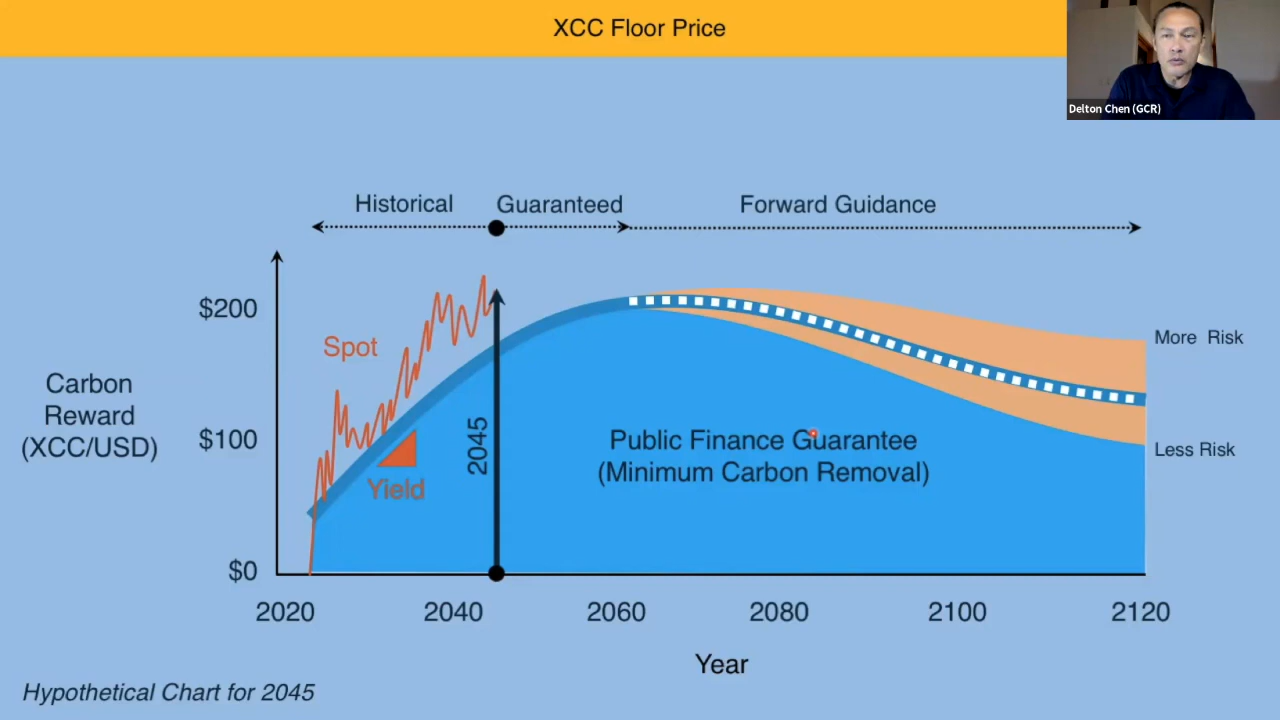 XCC Floor Price
Delton Chen (GCR)
Historical
Guaranteed
Forward Guidance
$200
Spot
More Risk
Carbon
Reward
(XCC/USD)
$100
2045
Public Finance Guarantee
(Minimum Carbon Removal)
Less Risk
Yield
$0
2020
2040
2060
2080
2100
2120
Year
Hypothetical Chart for 2045